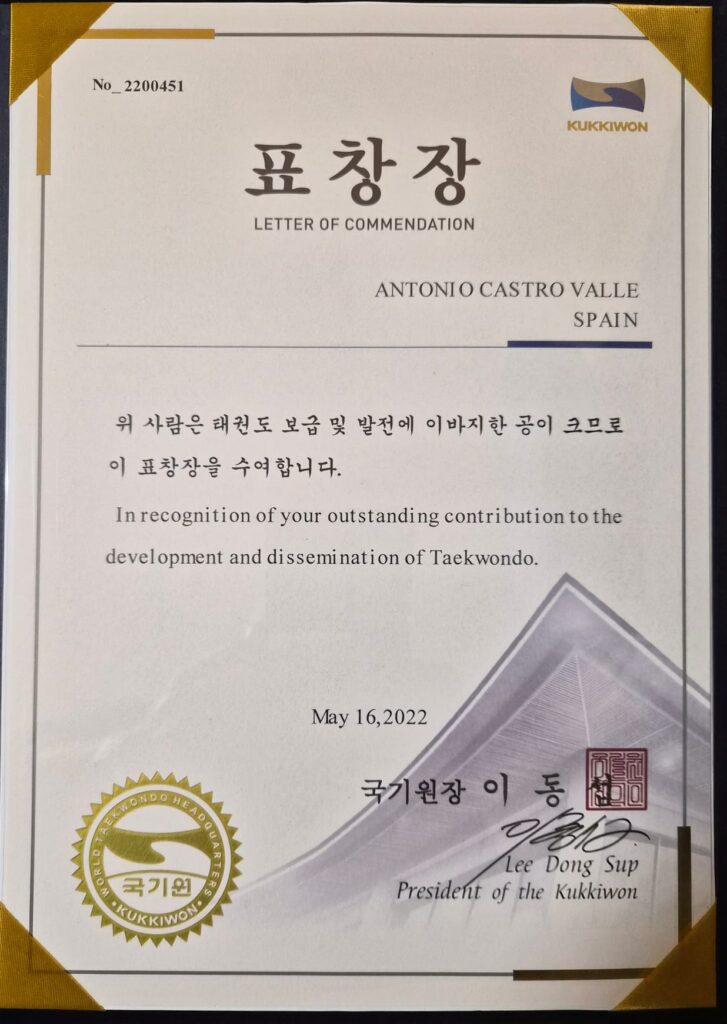 No_ 2200451
KUKKIWON
표창장
LETTER OF COMMENDATION
ANTONIO CASTRO VALLE
SPAIN
위 사람은 태권도 보급 및 발전에 이바지한 공이 크므로
이 표창장을 수여합니다.
In recognition of your outstanding contribution to the
development and dissemination of Taekwondo.
May 16,2022
국기원장 이 동 섭
Lee Dong Sup
President of the Kukkiwon
WORLD TAEKWONDO HEADQUARTERS
국기원
KUKKIWON